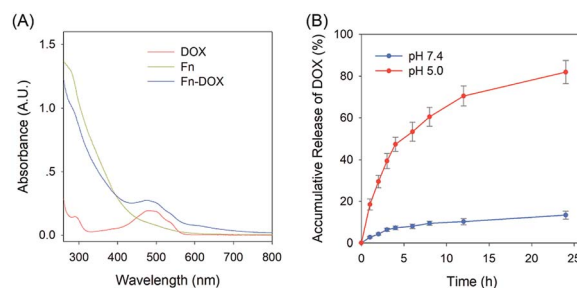 (A)
1.5
1.0
0.5
0.0
300 400 500 600 700 800
Wavelength (nm)
Absorbance (A.U.)
DOX
Fn
Fn-DOX
(B)
100
80
60
40
20
0
0 5 10 15 20 25
Time (h)
Accumulative Release of DOX (%)
pH 7.4
pH 5.0